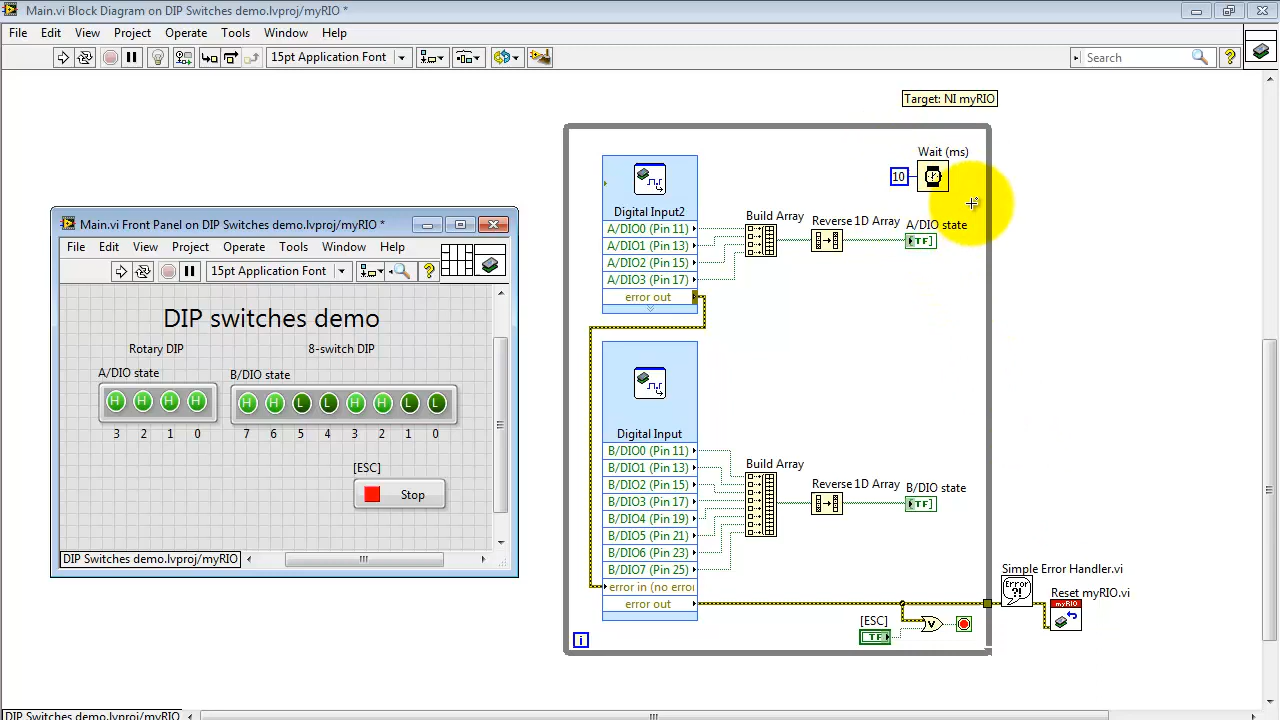 Main.vi Block Diagram on DIP Switches demo.lvproj/myRIO *
File Edit View Project Operate Tools Window Help
15pt Application Font
Search
Target: NI myRIO
Wait (ms)
10
Digital Input2
A/DIO0 (Pin 11)
A/DIO1 (Pin 13)
A/DIO2 (Pin 15)
A/DIO3 (Pin 17)
error out
Build Array
Reverse 1D Array
A/DIO state
TF
Main.vi Front Panel on DIP Switches demo.lvproj/myRIO *
File Edit View Project Operate Tools Window Help
15pt Application Font
DIP switches demo
Rotary DIP 8-switch DIP
A/DIO state B/DIO state
H H H H H H L L H H L L
3 2 1 0 7 6 5 4 3 2 1 0
[ESC]
Stop
DIP Switches demo.lvproj/myRIO
Digital Input
B/DIO0 (Pin 11)
B/DIO1 (Pin 13)
B/DIO2 (Pin 15)
B/DIO3 (Pin 17)
B/DIO4 (Pin 19)
B/DIO5 (Pin 21)
B/DIO6 (Pin 23)
B/DIO7 (Pin 25)
error in (no erro
error out
Build Array
Reverse 1D Array
B/DIO state
TF
[ESC]
TF
V
i
Simple Error Handler.vi
Error
?!
Reset myRIO.vi
myRIO
DIP Switches demo.lvproj/myRIO